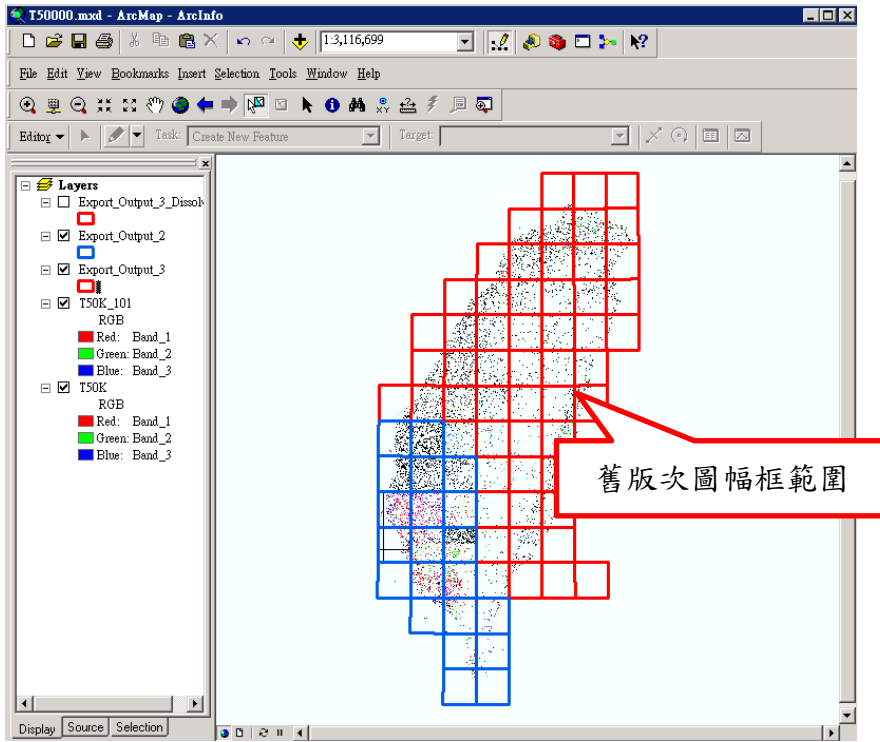 T50000.mxd - ArcMap - ArcInfo
1:3,116,699
File Edit View Bookmarks Insert Selection Tools Window Help
Editor Task: Create New Feature Target:
Layers
Export_Output_3_Dissolv
Export_Output_2
Export_Output_3
T50K_101
RGB
Red: Band_1
Green: Band_2
Blue: Band_3
T50K
RGB
Red: Band_1
Green: Band_2
Blue: Band_3
舊版次圖幅框範圍
Display Source Selection